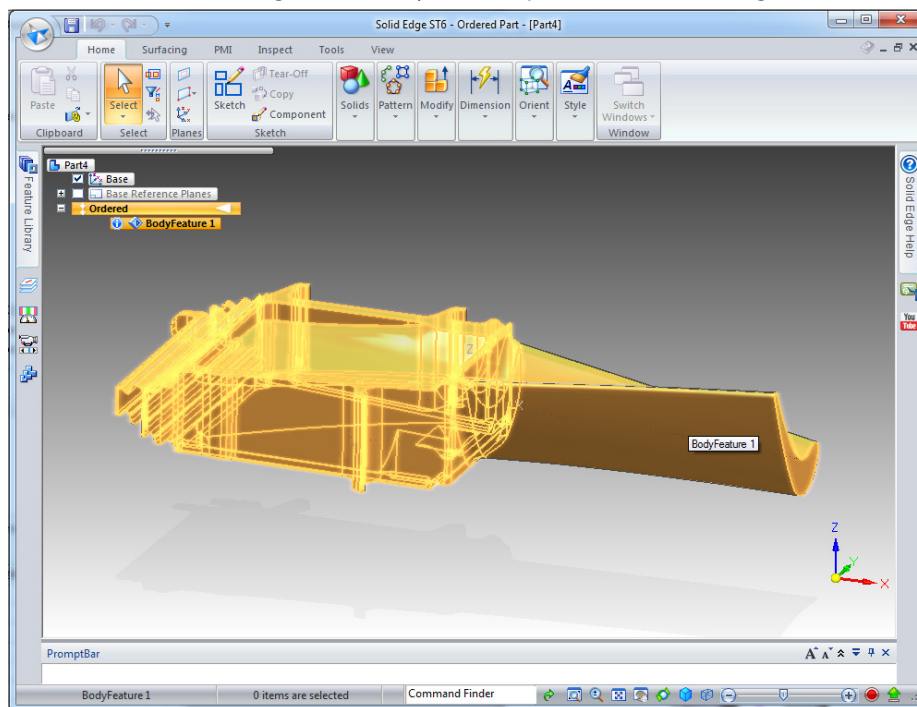 Solid Edge ST6 - Ordered Part - [Part4]
Home Surfacing PMI Inspect Tools View
Paste
Select
Sketch
Tear-Off
Copy
Component
Solids Pattern Modify Dimension Orient Style
Switch
Windows
Clipboard Select Planes Sketch Window
Feature Library
Part4
Base
Base Reference Planes
Ordered
BodyFeature 1
Solid Edge Help
You
Tube
Z
X
BodyFeature 1
Z
Y
X
PromptBar
A A
BodyFeature 1 0 items are selected Command Finder